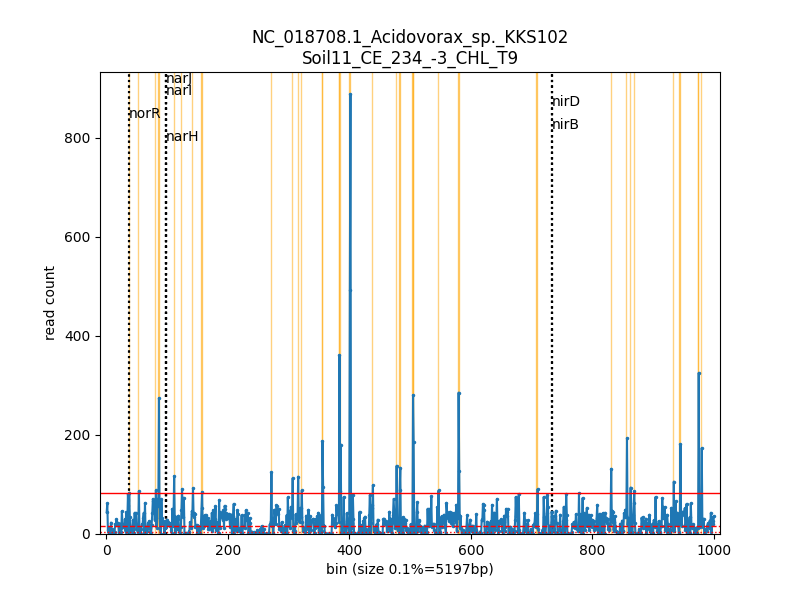 NC_018708.1_Acidovorax_sp._KKS102
Soil11_CE_234_-3_CHL_T9
narJ
narI
norR
narH
nirD
nirB
read count
800
600
400
200
0
0 200 400 600 800 1000
bin (size 0.1%=5197bp)